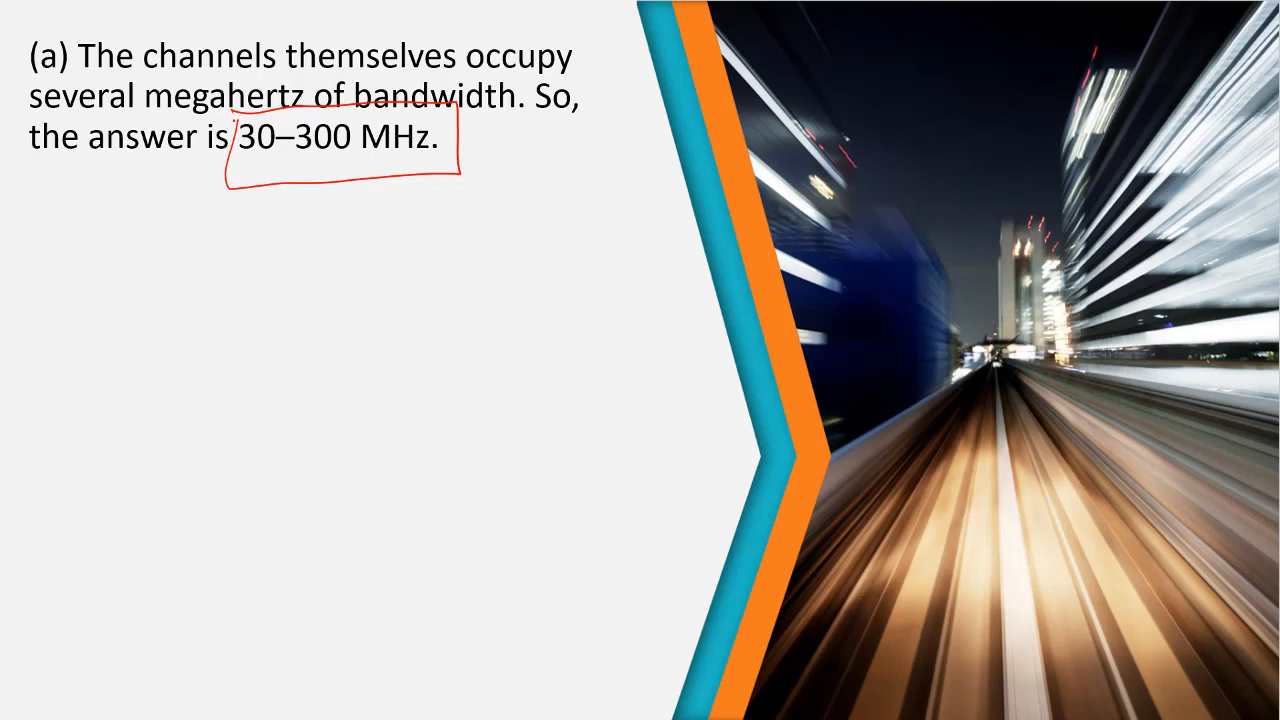 (a) The channels themselves occupy
several megahertz of bandwidth. So,
the answer is 30–300 MHz.